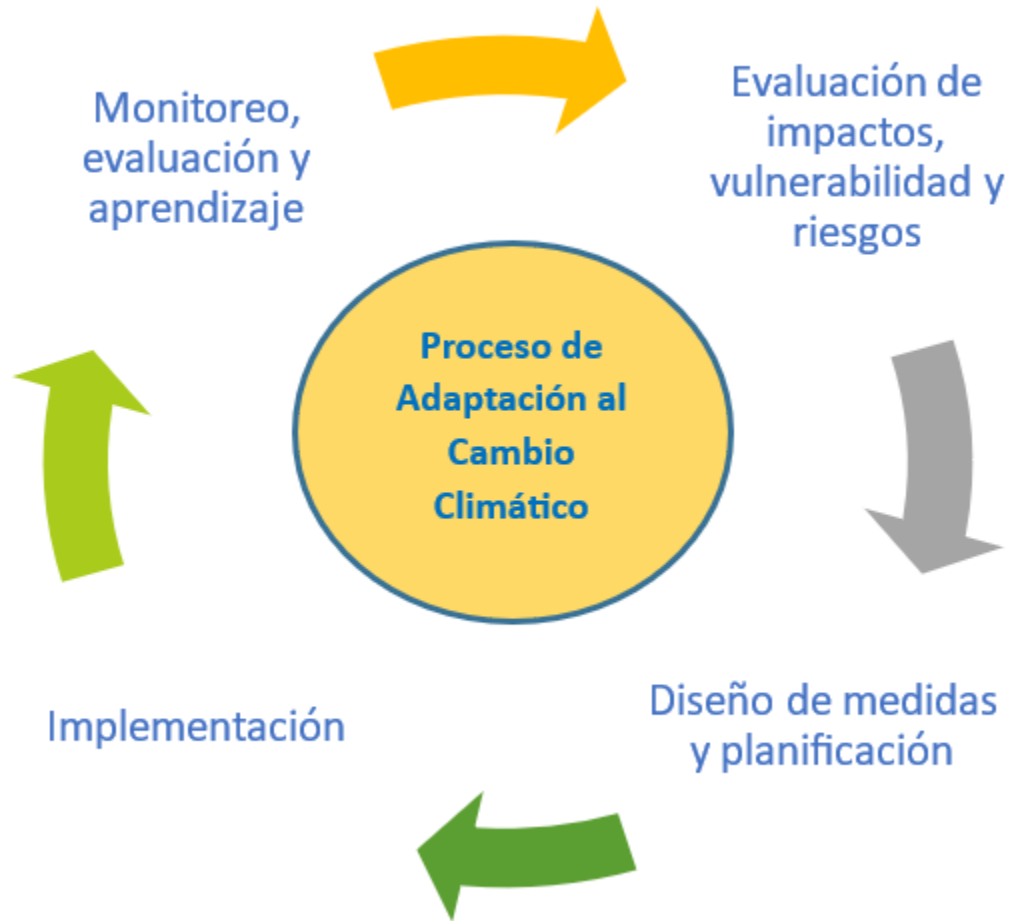 Monitoreo,
evaluación y
aprendizaje
Evaluación de
impactos,
vulnerabilidad y
riesgos
Proceso de
Adaptación al
Cambio
Climático
Implementación
Diseño de medidas
y planificación